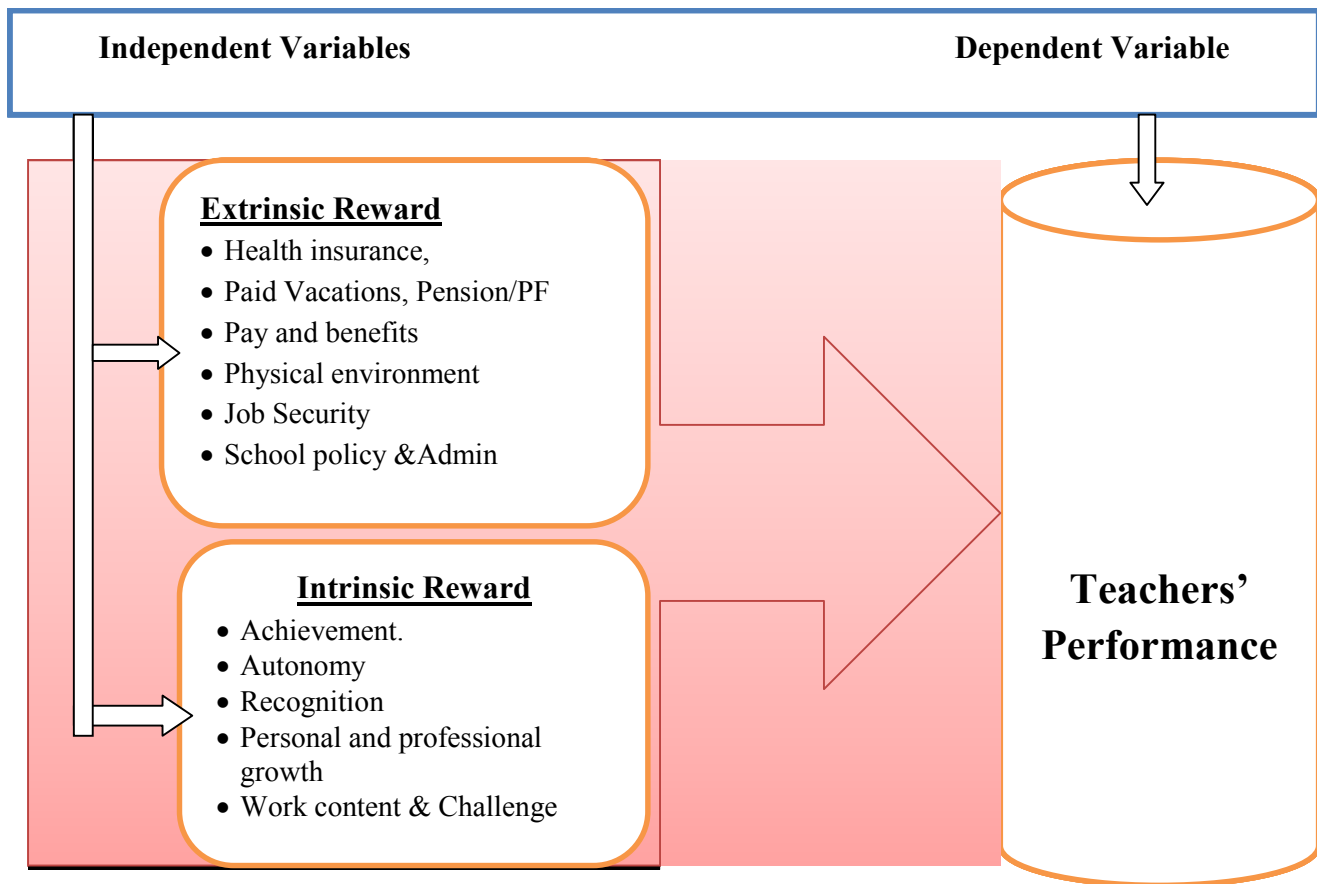 Independent Variables
Dependent Variable
Extrinsic Reward
• Health insurance,
• Paid Vacations, Pension/PF
• Pay and benefits
• Physical environment
• Job Security
• School policy &Admin
Intrinsic Reward
• Achievement.
• Autonomy
• Recognition
• Personal and professional
growth
• Work content & Challenge
Teachers’
Performance